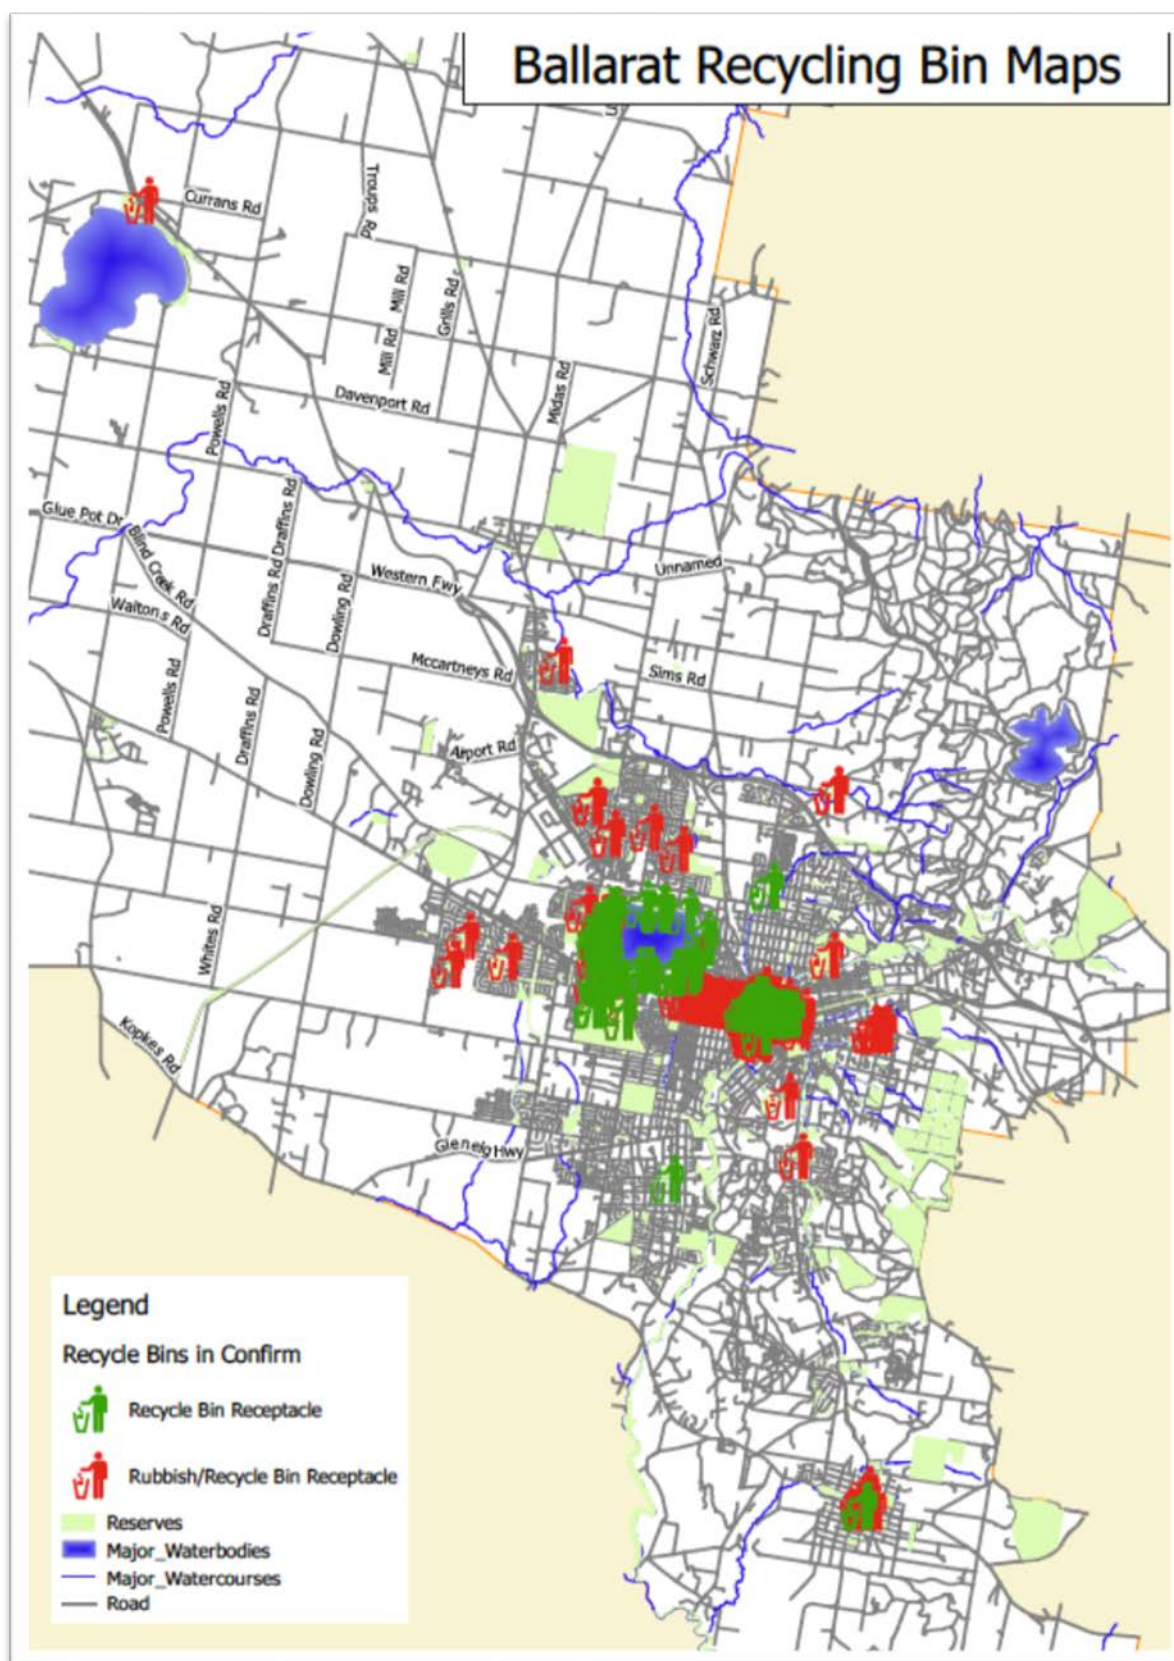 Ballarat Recycling Bin Maps
Currans Rd
Troups Rd
Mill Rd
Grills Rd
Mill Rd
Schwarz Rd
Midas Rd
Davenport Rd
Powells Rd
Glue Pot Dr
Blind Creek Rd
Draffins Rd
Draffins Rd
Western Fwy
Unnamed
Waltons Rd
Dowling Rd
Mccartneys Rd
Sims Rd
Powells Rd
Draffins Rd
Dowling Rd
Airport Rd
Whites Rd
Kopkes Rd
Glenelg Hwy
Legend
Recycle Bins in Confirm
Recycle Bin Receptacle
Rubbish/Recycle Bin Receptacle
Reserves
Major_Waterbodies
Major_Watercourses
Road